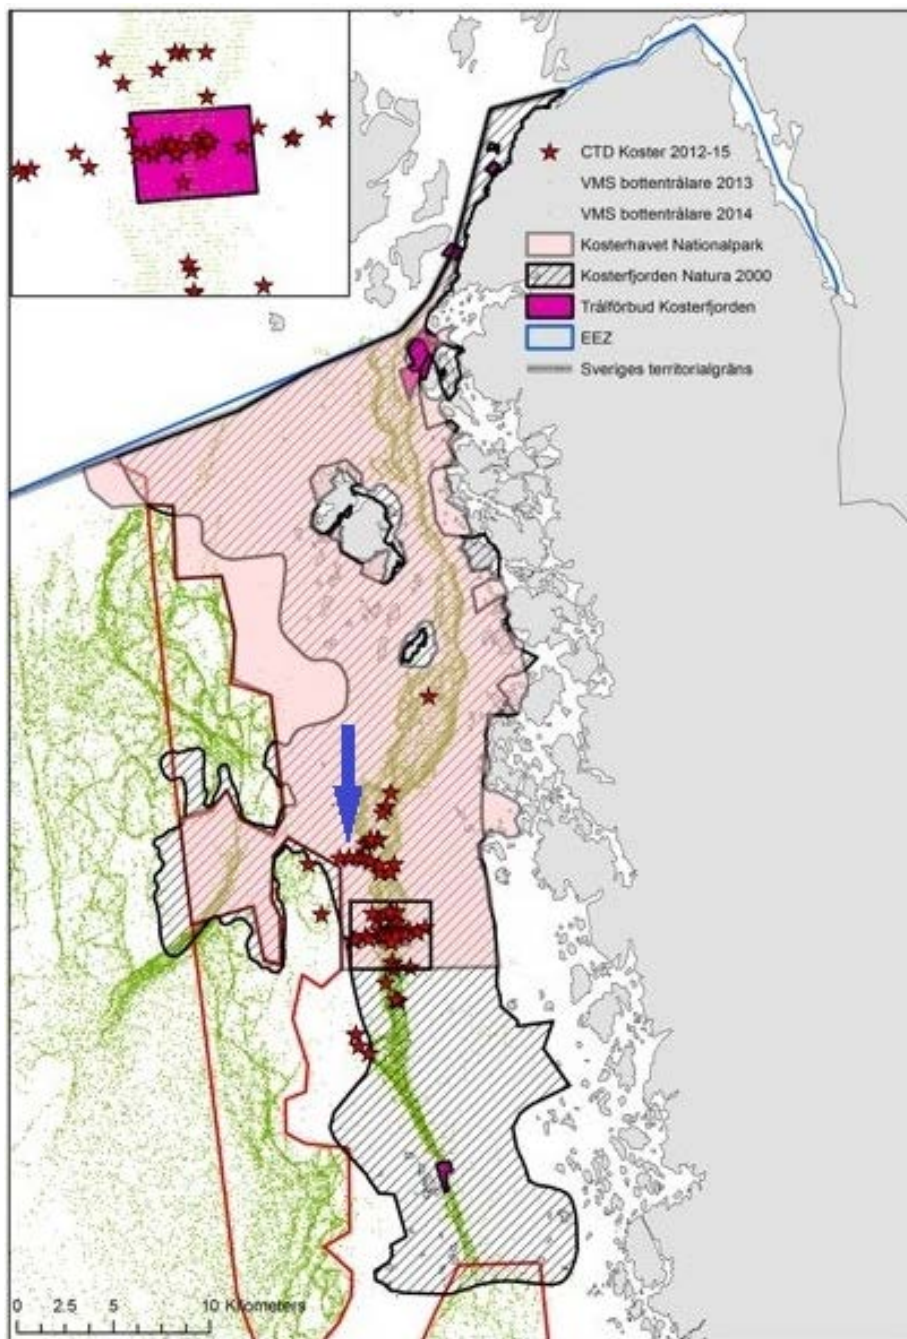 CTD Koster 2012-15
VMS bottentrålare 2013
VMS bottentrålare 2014
Kosterhavet Nationalpark
Kosterfjorden Natura 2000
Trålförbud Kosterfjorden
EEZ
Sveriges territorialgräns
0 2.5 5 10 Kilometers